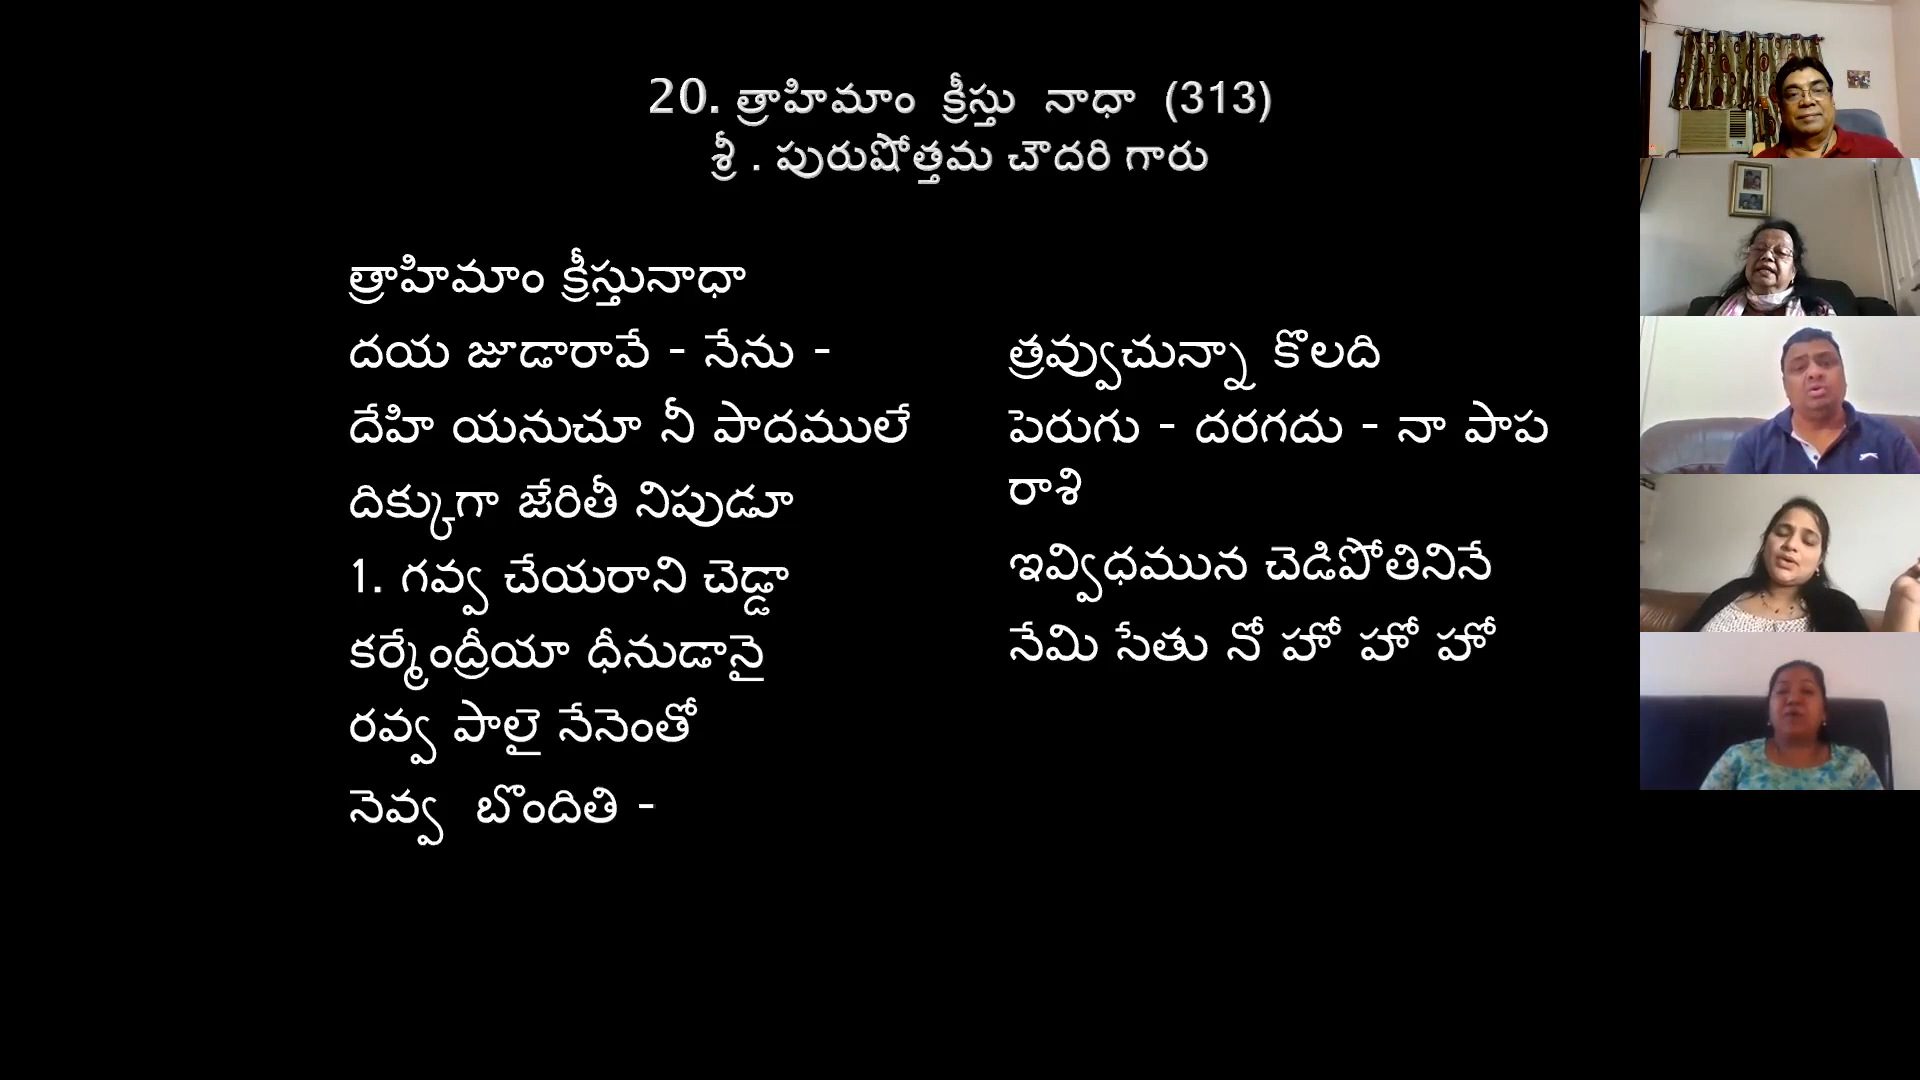 20. త్రాహిమాం క్రీస్తు నాధా (313)
శ్రీ . పురుషోత్తమ చౌదరి గారు
త్రాహిమాం క్రీస్తునాధా
దయ జూడారావే - నేను -
దేహి యనుచూ నీ పాదములే
దిక్కుగా జేరితీ నిపుడూ
1. గవ్వ చేయరాని చెడ్డా
కర్మేంద్రీయా ధీనుడానై
రవ్వ పాలై నేనెంతో
నెవ్వ బొందితి -
త్రవ్వుచున్నా కొలది
పెరుగు - దరగదు - నా పాప
రాశి
ఇవ్విధమున చెడిపోతినినే
నేమి సేతు నో హో హో హో